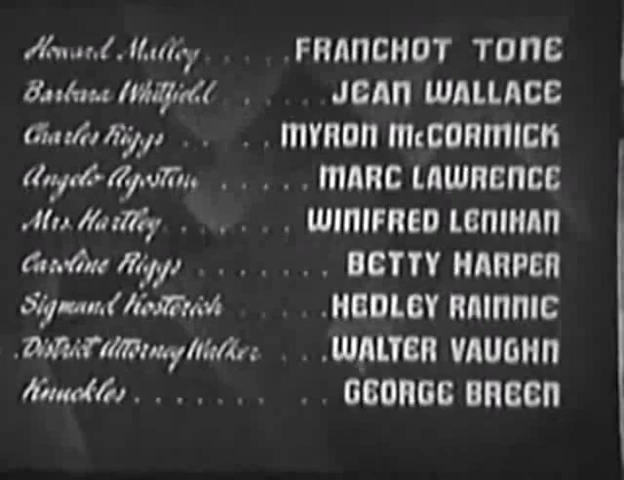 Howard Malloy . . . . . FRANCHOT TONE
Barbara Whitfield . . . . . . JEAN WALLACE
Charles Riggs . . . . MYRON McCORMICK
Angelo Agostini . . . . . MARC LAWRENCE
Mrs. Hartley . . . . . . . WINIFRED LENIHAN
Caroline Riggs . . . . . . . BETTY HARPER
Sigmund Kosterich . . . . . HEDLEY RAINNIE
District Attorney Walker . . . WALTER VAUGHN
Knuckles . . . . . . . . . GEORGE BREEN